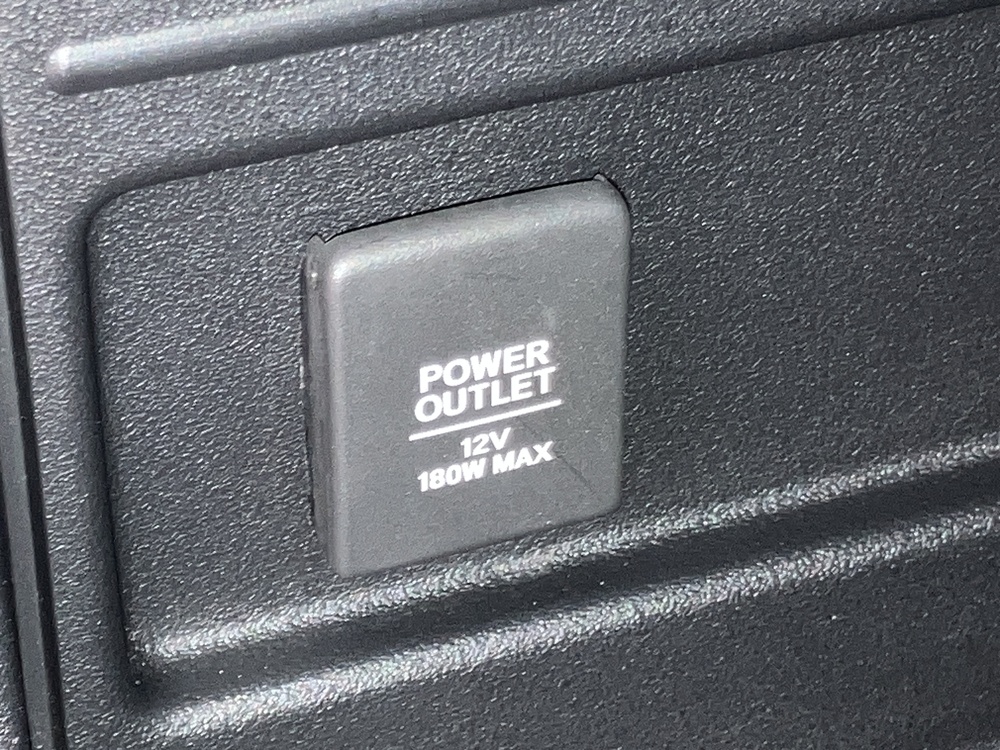 POWER
OUTLET
12V
180W MAX